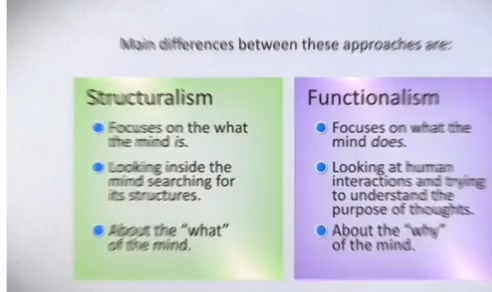 Main differences between these approaches are:
Structuralism
Focuses on the what
the mind is.
Looking inside the
mind searching for
its structures.
About the "what"
of the mind.
Functionalism
Focuses on what the
mind does.
Looking at human
interactions and trying
to understand the
purpose of thoughts.
About the "why"
of the mind.